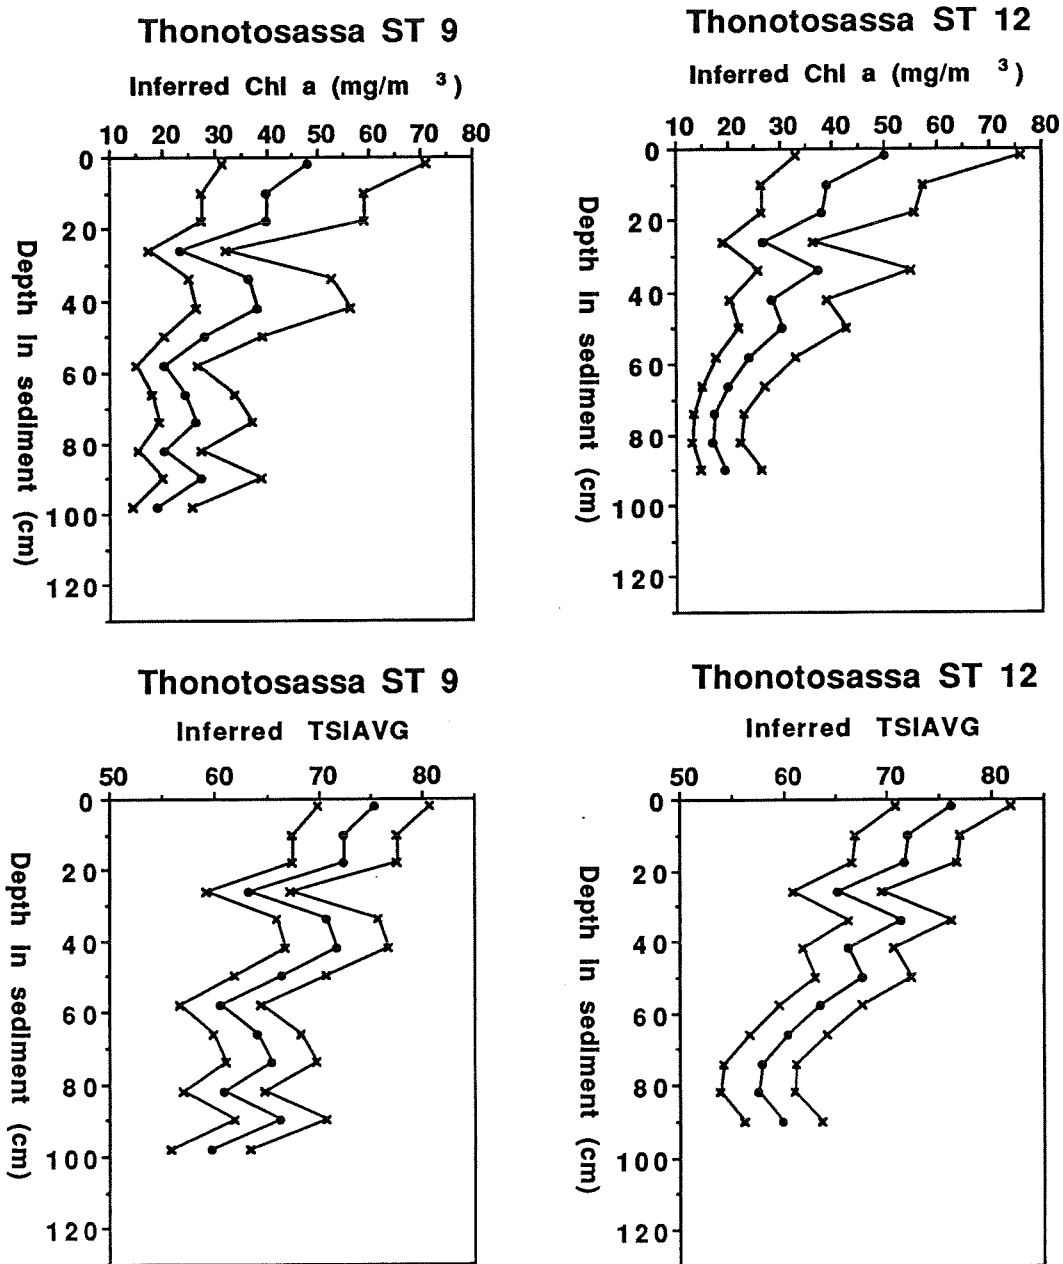 Thonotosassa ST 9
Inferred Chl a (mg/m 3)
10 20 30 40 50 60 70 80
0
20
40
60
80
100
120
Depth in sediment (cm)
Thonotosassa ST 12
Inferred Chl a (mg/m 3)
10 20 30 40 50 60 70 80
0
20
40
60
80
100
120
Depth in sediment (cm)
Thonotosassa ST 9
Inferred TSIAVG
50 60 70 80
0
20
40
60
80
100
120
Depth in sediment (cm)
Thonotosassa ST 12
Inferred TSIAVG
50 60 70 80
0
20
40
60
80
100
120
Depth in sediment (cm)